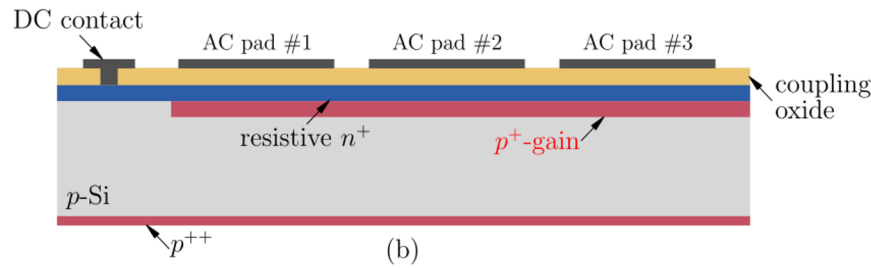 DC contact
AC pad #1
AC pad #2
AC pad #3
coupling
oxide
resistive n⁺
p⁺-gain
p-Si
p⁺⁺
(b)